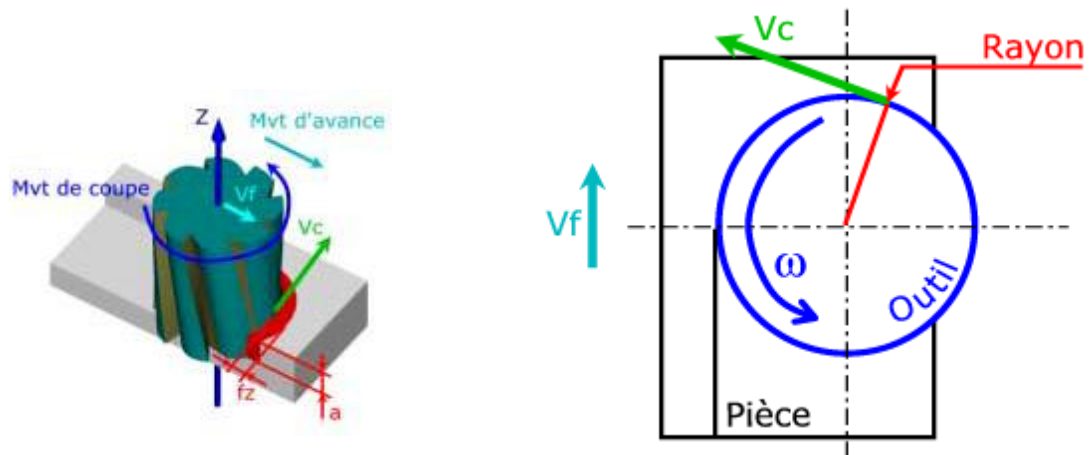 Z
Mvt d'avance
Mvt de coupe
Vf
Vc
fz
a
Vc
Rayon
Vf
ω
Outil
Pièce